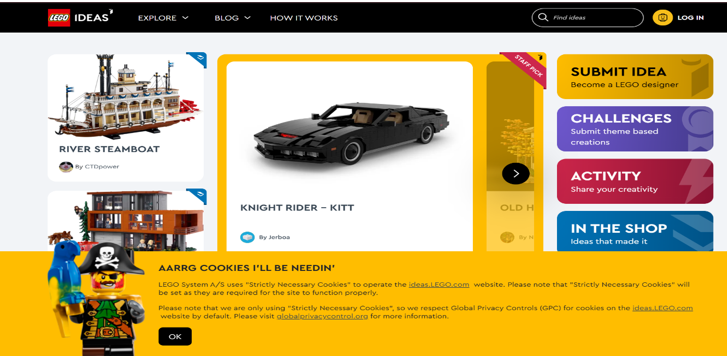 LEGO IDEAS
EXPLORE
BLOG
HOW IT WORKS
Find ideas
LOG IN
RIVER STEAMBOAT
By CTDpower
STAFF PICK
KNIGHT RIDER – KITT
By Jerboa
OLD H
By H
SUBMIT IDEA
Become a LEGO designer
CHALLENGES
Submit theme based
creations
ACTIVITY
Share your creativity
IN THE SHOP
Ideas that made it
AARRG COOKIES I'LL BE NEEDIN'
LEGO System A/S uses "Strictly Necessary Cookies" to operate the ideas.LEGO.com website. Please note that "Strictly Necessary Cookies" will
be set as they are required for the site to function properly.
Please note that we are only using "Strictly Necessary Cookies", so we respect Global Privacy Controls (GPC) for cookies on the ideas.LEGO.com
website by default. Please visit globalprivacycontrol.org for more information.
OK